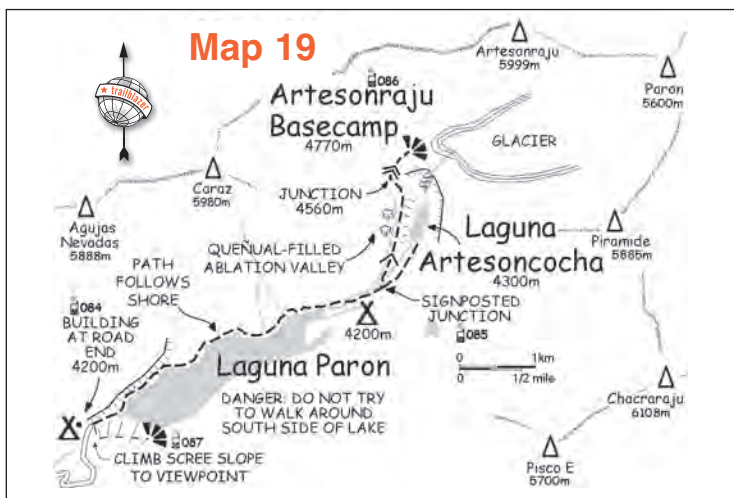 Map 19
trailblazer
Artesonraju
5999m
086
Paron
5600m
Artesonraju
Basecamp
4770m
GLACIER
Caraz
5980m
JUNCTION
4560m
Agujas
Nevadas
5888m
QUEÑUAL-FILLED
ABLATION VALLEY
Laguna
Artesoncocha
4300m
Piramide
5885m
PATH
FOLLOWS
SHORE
084
BUILDING
AT ROAD
END
4200m
SIGNPOSTED
JUNCTION
085
4200m
Laguna Paron
0 1km
0 1/2 mile
DANGER: DO NOT TRY
TO WALK AROUND
SOUTH SIDE OF LAKE
Chacraraju
6108m
087
CLIMB SCREE SLOPE
TO VIEWPOINT
Pisco E
5700m